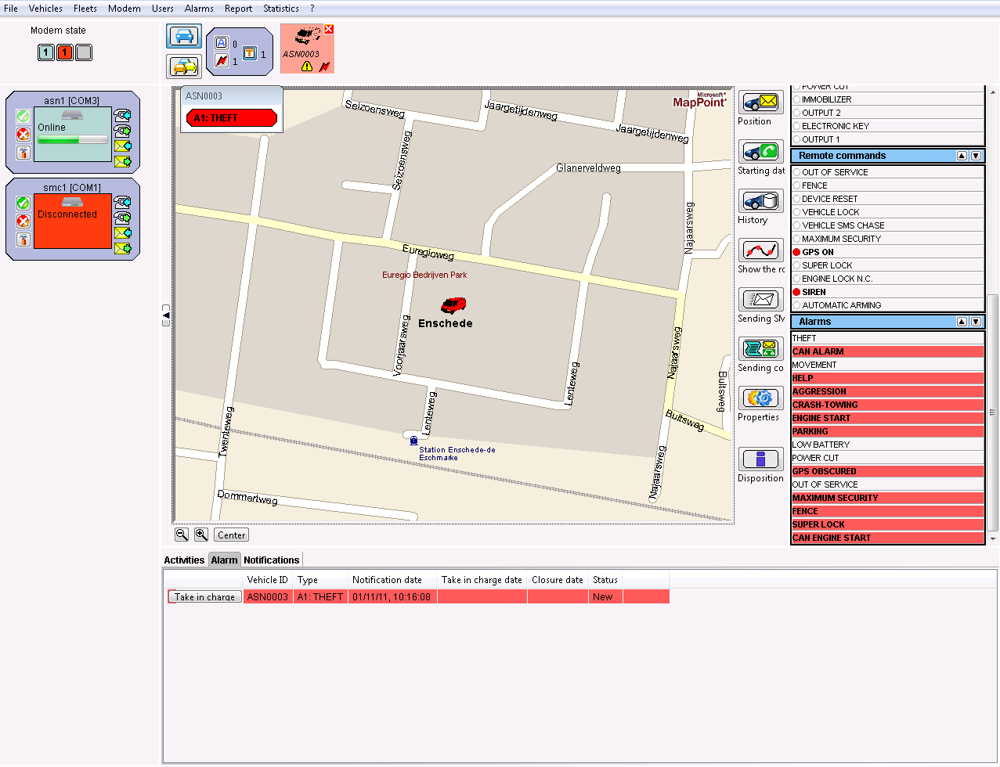 File Vehicles Fleets Modem Users Alarms Report Statistics ?
Modem state
1 1
A 0
1
T 1
ASN0003
asn1 [COM3]
Online
smc1 [COM1]
Disconnected
ASN0003
A1: THEFT
Microsoft
MapPoint
Seizoensweg
Jaargetijdenweg
Jaargetijdenweg
Seizoensweg
Glanerveldweg
Najaarsweg
Euregioweg
Euregio Bedrijven Park
Enschede
Voorjaarsweg
Najaarsweg
Lenteweg
Buitsweg
Lenteweg
Buitsweg
Twenteweg
Station Enschede-de
Eschmarke
Najaarsweg
Dommertweg
Center
Position
Starting dat
History
Show the ro
Sending SM
Sending co
Properties
Disposition
POWER CUT
IMMOBILIZER
OUTPUT 2
ELECTRONIC KEY
OUTPUT 1
Remote commands
OUT OF SERVICE
FENCE
DEVICE RESET
VEHICLE LOCK
VEHICLE SMS CHASE
MAXIMUM SECURITY
GPS ON
SUPER LOCK
ENGINE LOCK N.C.
SIREN
AUTOMATIC ARMING
Alarms
THEFT
CAN ALARM
MOVEMENT
HELP
AGGRESSION
CRASH-TOWING
ENGINE START
PARKING
LOW BATTERY
POWER CUT
GPS OBSCURED
OUT OF SERVICE
MAXIMUM SECURITY
FENCE
SUPER LOCK
CAN ENGINE START
Activities Alarm Notifications
Vehicle ID Type Notification date Take in charge date Closure date Status
Take in charge ASN0003 A1: THEFT 01/11/11, 10:16:08 New